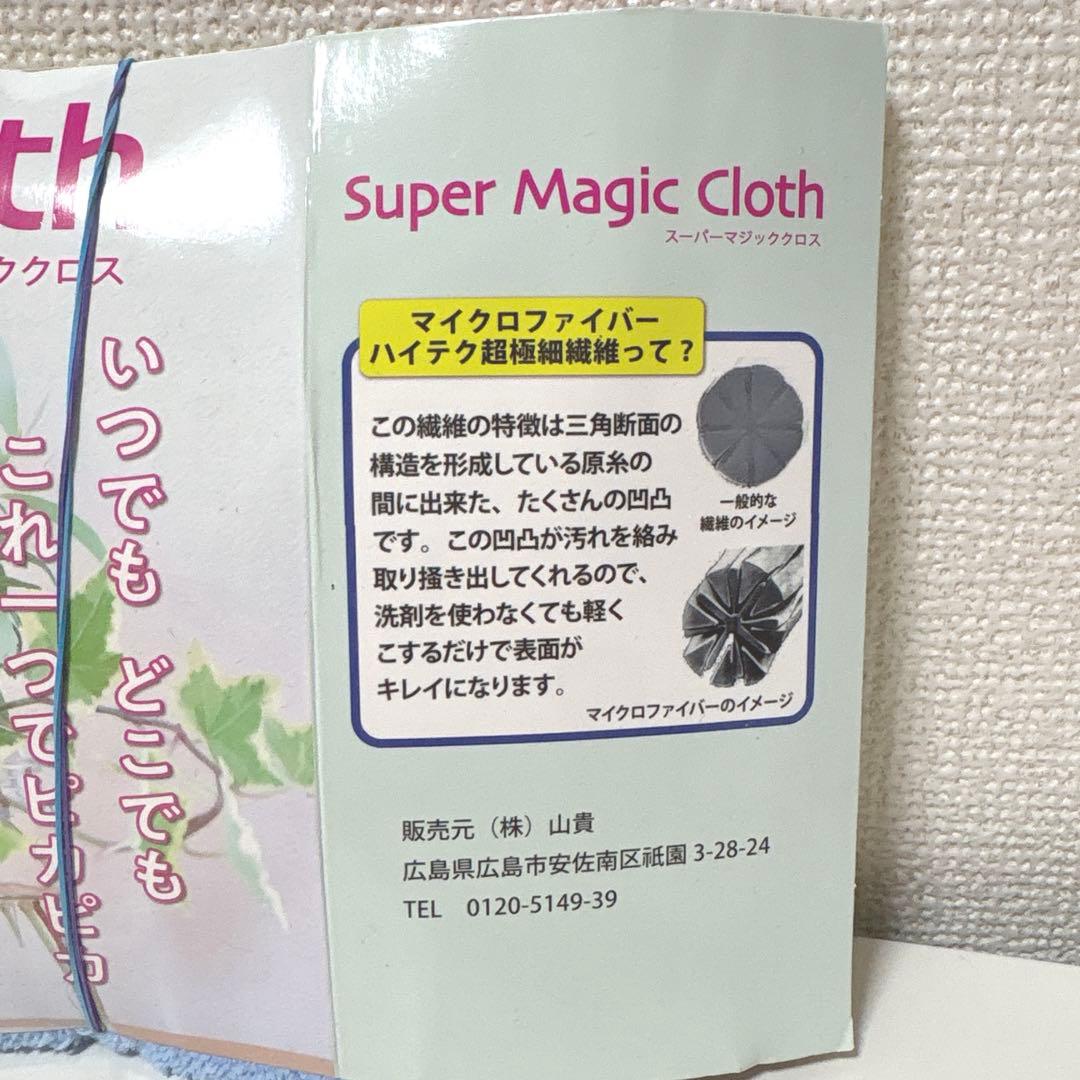 th
ククロス
いつでも どこでも
これ一つでピカピカ
Super Magic Cloth
スーパーマジッククロス
マイクロファイバー
ハイテク超極細繊維って？
この繊維の特徴は三角断面の
構造を形成している原糸の
間に出来た、たくさんの凹凸
です。この凹凸が汚れを絡み
取り掻き出してくれるので、
洗剤を使わなくても軽く
こするだけで表面が
キレイになります。
一般的な
繊維のイメージ
マイクロファイバーのイメージ
販売元（株）山貴
広島県広島市安佐南区祇園 3-28-24
TEL 0120-5149-39